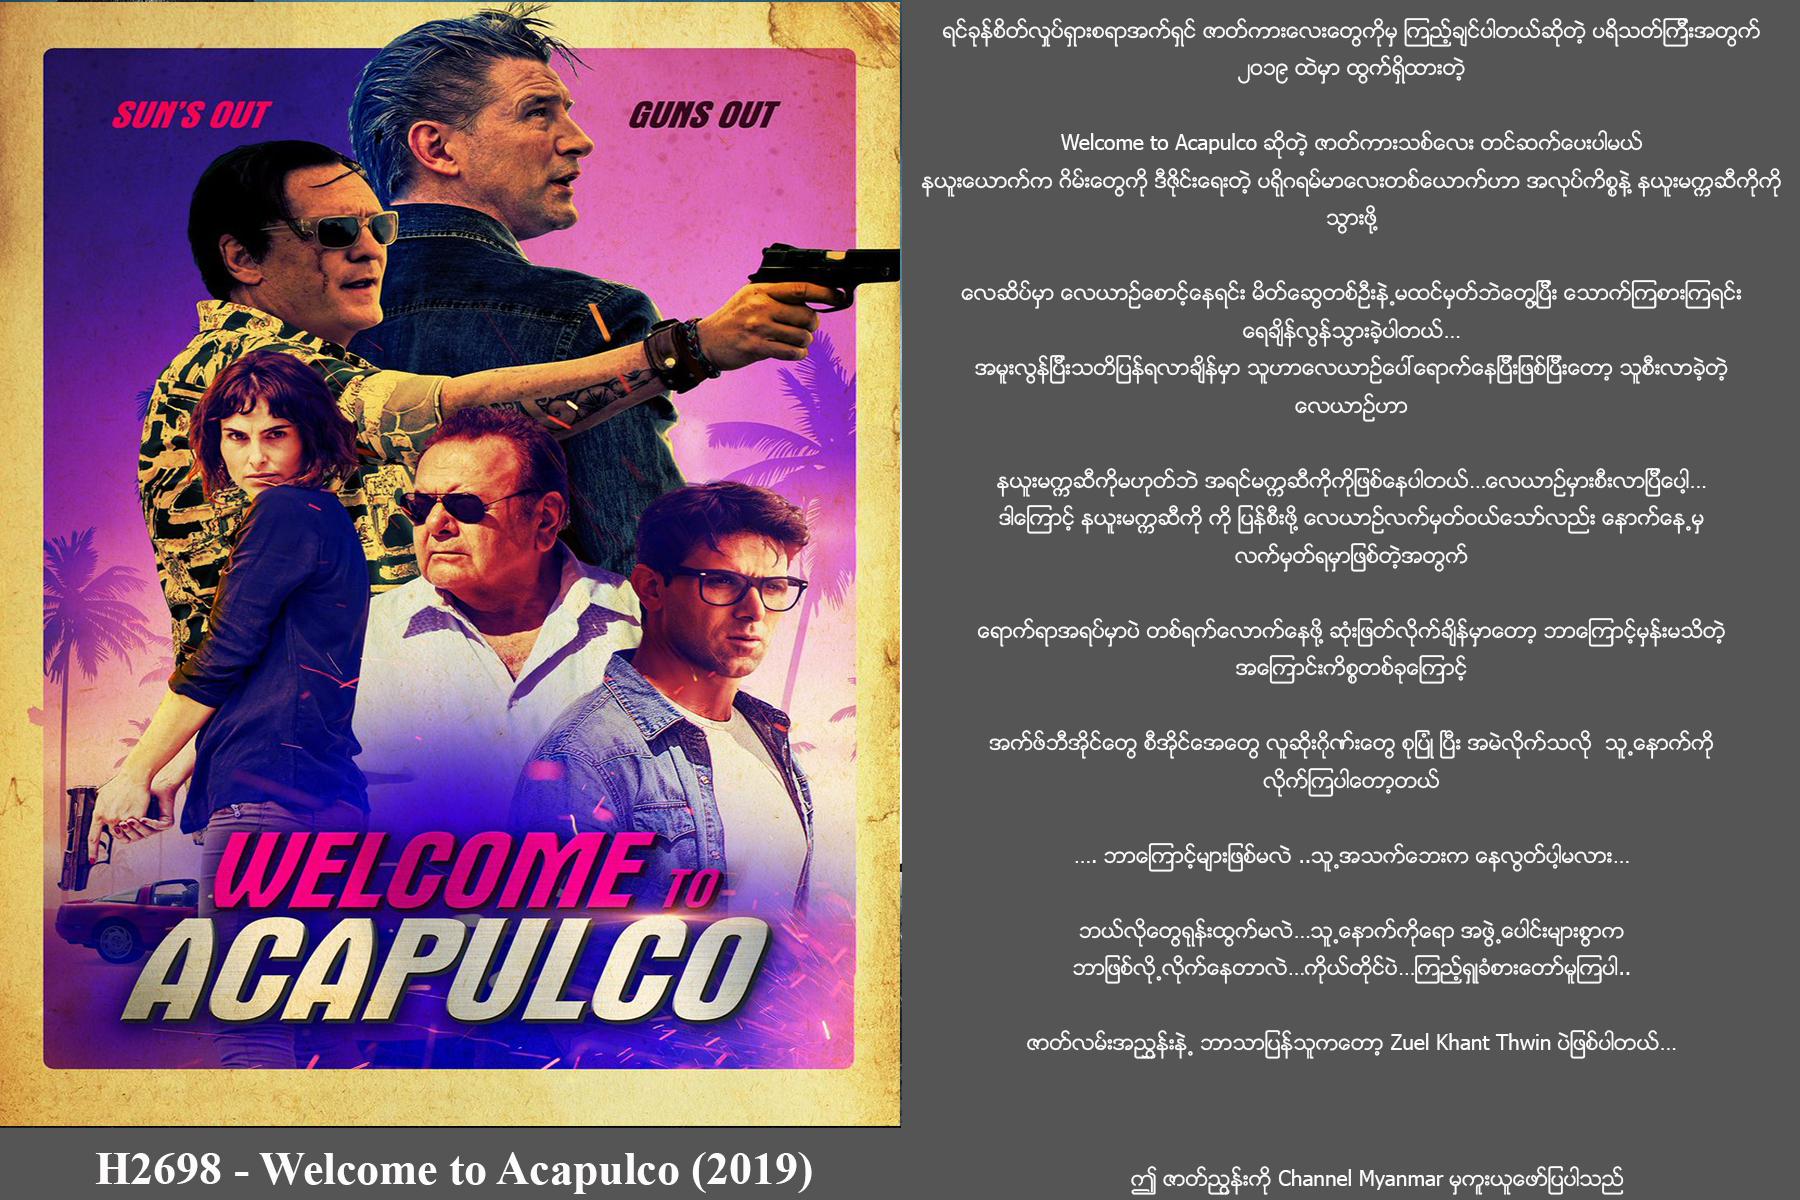 SUN'S OUT
GUNS OUT
WELCOME TO
ACAPULCO
H2698 - Welcome to Acapulco (2019)
ရင်ခုန်စိတ်လှုပ်ရှားစရာအက်ရှင် ဇာတ်ကားလေးတွေကိုမှ ကြည့်ချင်ပါတယ်ဆိုတဲ့ ပရိသတ်ကြီးအတွက်
၂၀၁၉ ထဲမှာ ထွက်ရှိထားတဲ့
Welcome to Acapulco ဆိုတဲ့ ဇာတ်ကားသစ်လေး တင်ဆက်ပေးပါမယ်
နယူးယောက်က ဂိမ်းတွေကို ဒီဇိုင်းရေးတဲ့ ပရိုဂရမ်မာလေးတစ်ယောက်ဟာ အလုပ်ကိစ္စနဲ့ နယူးမက္ကဆီကိုကို
သွားဖို့
လေဆိပ်မှာ လေယာဉ်စောင့်နေရင်း မိတ်ဆွေတစ်ဦးနဲ့မထင်မှတ်ဘဲတွေ့ပြီး သောက်ကြစားကြရင်း
ရေချိန်လွန်သွားခဲ့ပါတယ်...
အမူးလွန်ပြီးသတိပြန်ရလာချိန်မှာ သူဟာလေယာဉ်ပေါ်ရောက်နေပြီးဖြစ်ပြီးတော့ သူစီးလာခဲ့တဲ့
လေယာဉ်ဟာ
နယူးမက္ကဆီကိုမဟုတ်ဘဲ အရင်မက္ကဆီကိုကိုဖြစ်နေပါတယ်...လေယာဉ်မှားစီးလာပြီပေါ့...
ဒါကြောင့် နယူးမက္ကဆီကို ကို ပြန်စီးဖို့ လေယာဉ်လက်မှတ်ဝယ်သော်လည်း နောက်နေ့မှ
လက်မှတ်ရမှာဖြစ်တဲ့အတွက်
ရောက်ရာအရပ်မှာပဲ တစ်ရက်လောက်နေဖို့ ဆုံးဖြတ်လိုက်ချိန်မှာတော့ ဘာကြောင့်မှန်းမသိတဲ့
အကြောင်းကိစ္စတစ်ခုကြောင့်
အက်ဖ်ဘီအိုင်တွေ စီအိုင်အေတွေ လူဆိုးဂိုဏ်းတွေ စုပြုံ ပြီး အမဲလိုက်သလို သူ့နောက်ကို
လိုက်ကြပါတော့တယ်
.... ဘာကြောင့်များဖြစ်မလဲ ..သူ့အသက်ဘေးက နေလွတ်ပါ့မလား...
ဘယ်လိုတွေရုန်းထွက်မလဲ...သူ့နောက်ကိုရော အဖွဲ့ပေါင်းများစွာက
ဘာဖြစ်လို့လိုက်နေတာလဲ...ကိုယ်တိုင်ပဲ...ကြည့်ရှုခံစားတော်မူကြပါ..
ဇာတ်လမ်းအညွှန်းနဲ့ ဘာသာပြန်သူကတော့ Zuel Khant Thwin ပဲဖြစ်ပါတယ်...
ဤ ဇာတ်ညွှန်းကို Channel Myanmar မှကူးယူဖော်ပြပါသည်